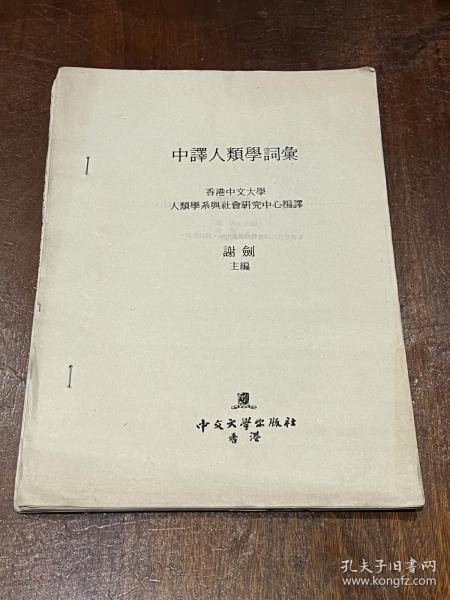 中譯人類學詞彙
香港中文大學
人類學系與社會研究中心編譯
謝劍
主編
中文大學出版社
香港
孔夫子旧书网
www.kongfz.com